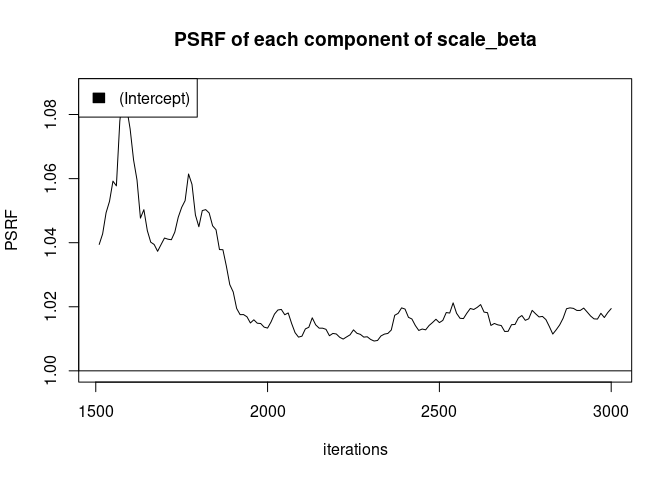 PSRF of each component of scale_beta
(Intercept)
PSRF
1.08
1.06
1.04
1.02
1.00
1500 2000 2500 3000
iterations